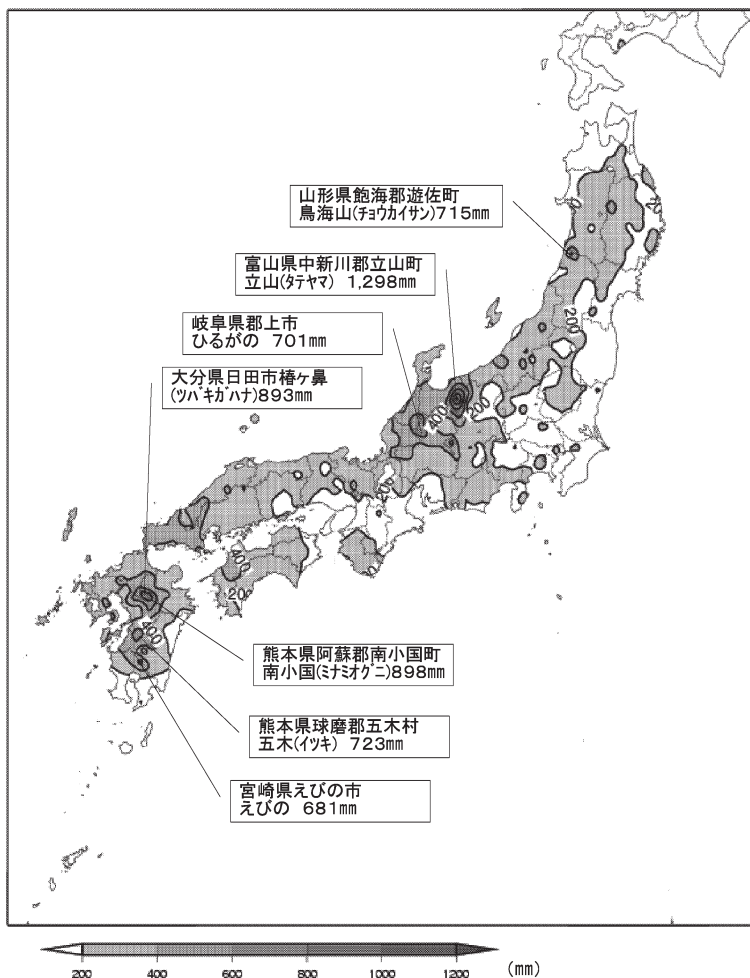 山形県飽海郡遊佐町
鳥海山(チョウカイサン)715mm
富山県中新川郡立山町
立山(タテヤマ) 1,298mm
岐阜県郡上市
ひるがの 701mm
大分県日田市椿ヶ鼻
(ツバキガハナ)893mm
200
400
200
400
400
熊本県阿蘇郡南小国町
南小国(ミナミオグニ)898mm
熊本県球磨郡五木村
五木(イツキ) 723mm
宮崎県えびの市
えびの 681mm
200 400 600 800 1000 1200 (mm)